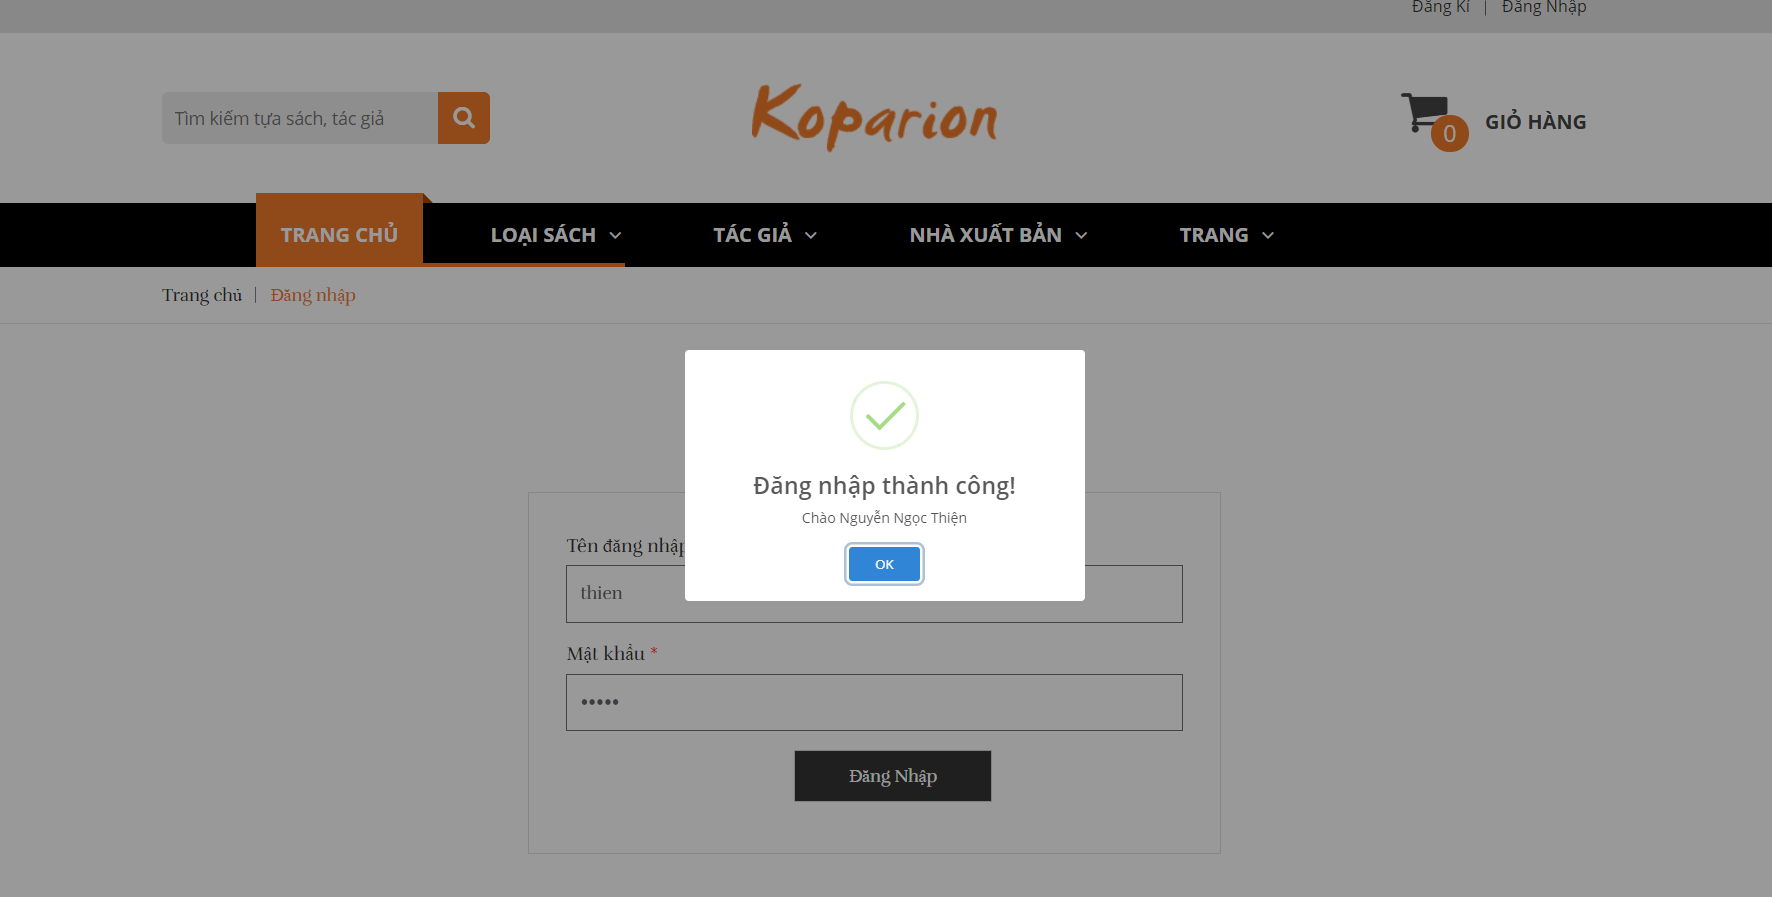 Đăng Kí | Đăng Nhập
Tìm kiếm tựa sách, tác giả
Koparion
0 GIỎ HÀNG
TRANG CHỦ LOẠI SÁCH TÁC GIẢ NHÀ XUẤT BẢN TRANG
Trang chủ | Đăng nhập
Đăng nhập thành công!
Chào Nguyễn Ngọc Thiện
OK
Tên đăng nhập
thien
Mật khẩu *
•••••
Đăng Nhập